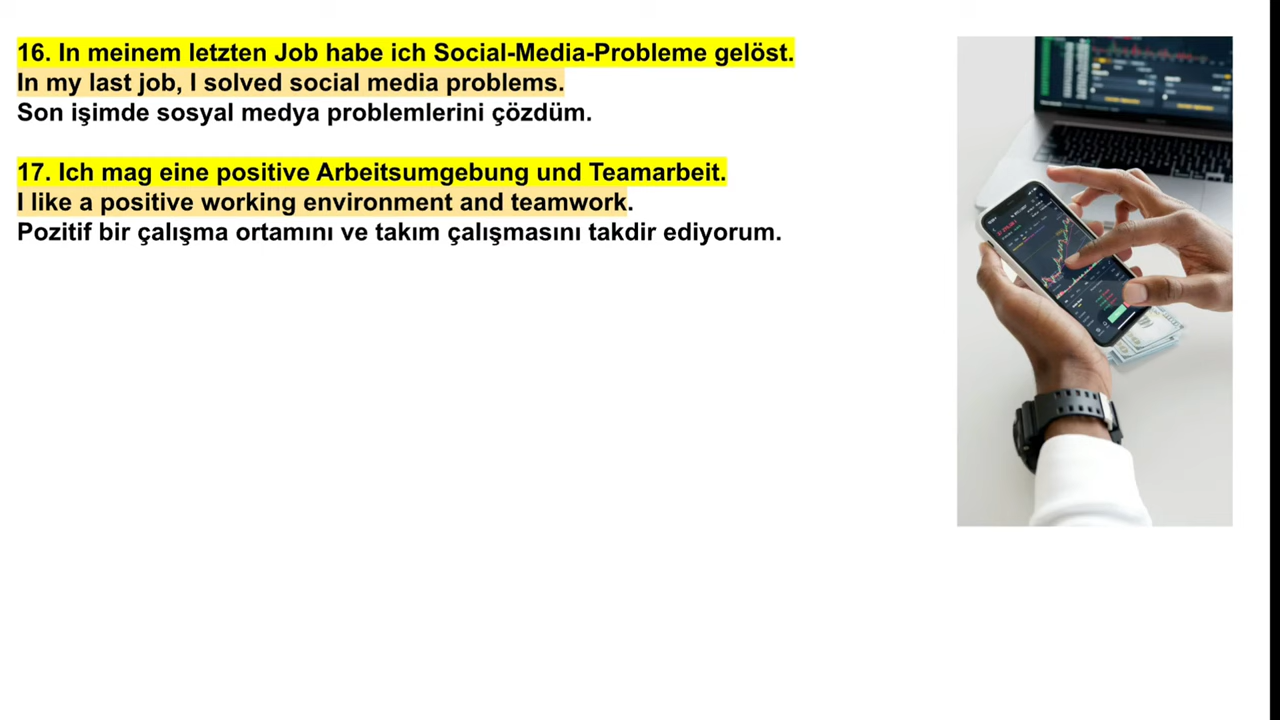 16. In meinem letzten Job habe ich Social-Media-Probleme gelöst.
In my last job, I solved social media problems.
Son işimde sosyal medya problemlerini çözdüm.
17. Ich mag eine positive Arbeitsumgebung und Teamarbeit.
I like a positive working environment and teamwork.
Pozitif bir çalışma ortamını ve takım çalışmasını takdir ediyorum.